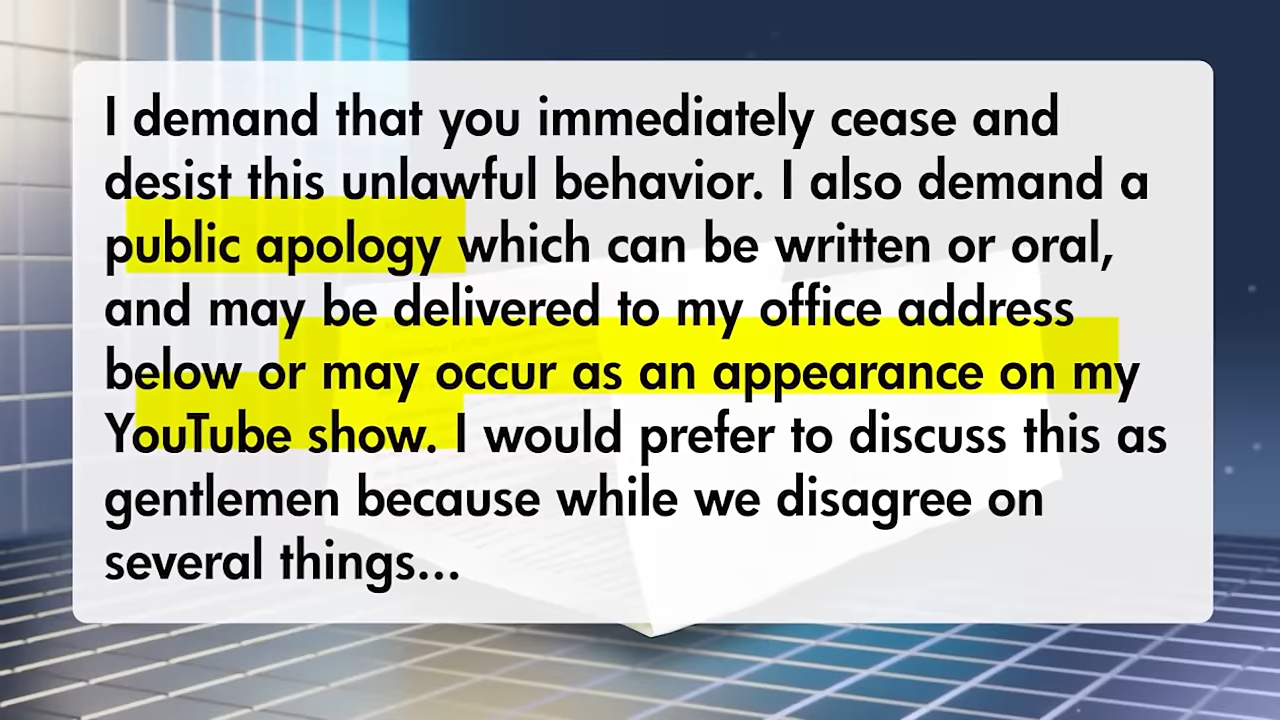 I demand that you immediately cease and
desist this unlawful behavior. I also demand a
public apology which can be written or oral,
and may be delivered to my office address
below or may occur as an appearance on my
YouTube show. I would prefer to discuss this as
gentlemen because while we disagree on
several things...